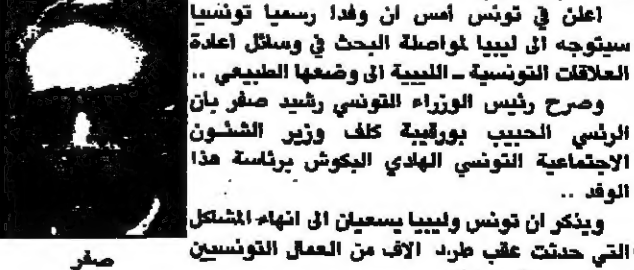 اعلن في تونس أمس ان وفدا رسميا تونسيا
سيتوجه الى ليبيا لمواصلة البحث في وسائل اعادة
العلاقات التونسية ــ الليبية الى وضعها الطبيعي ..
وصرح رئيس الوزراء التونسي رشيد صفر بان
الرئسي الحبيب بورقيبة كلف وزير الشئون
الاجتماعية التونسي الهادي البكوش برئاسة هذا
الوفد ..
ويذكر ان تونس وليبيا يسعيان الى انهاء المشاكل
التي حدثت عقب طرد الاف من العمال التونسيين
صفر